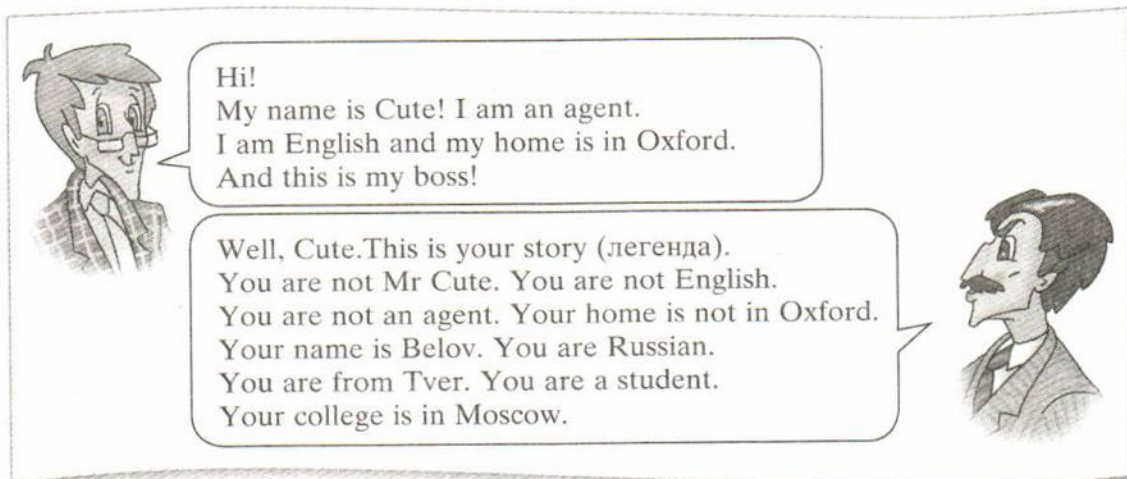 Hi!
My name is Cute! I am an agent.
I am English and my home is in Oxford.
And this is my boss!
Well, Cute.This is your story (легенда).
You are not Mr Cute. You are not English.
You are not an agent. Your home is not in Oxford.
Your name is Belov. You are Russian.
You are from Tver. You are a student.
Your college is in Moscow.